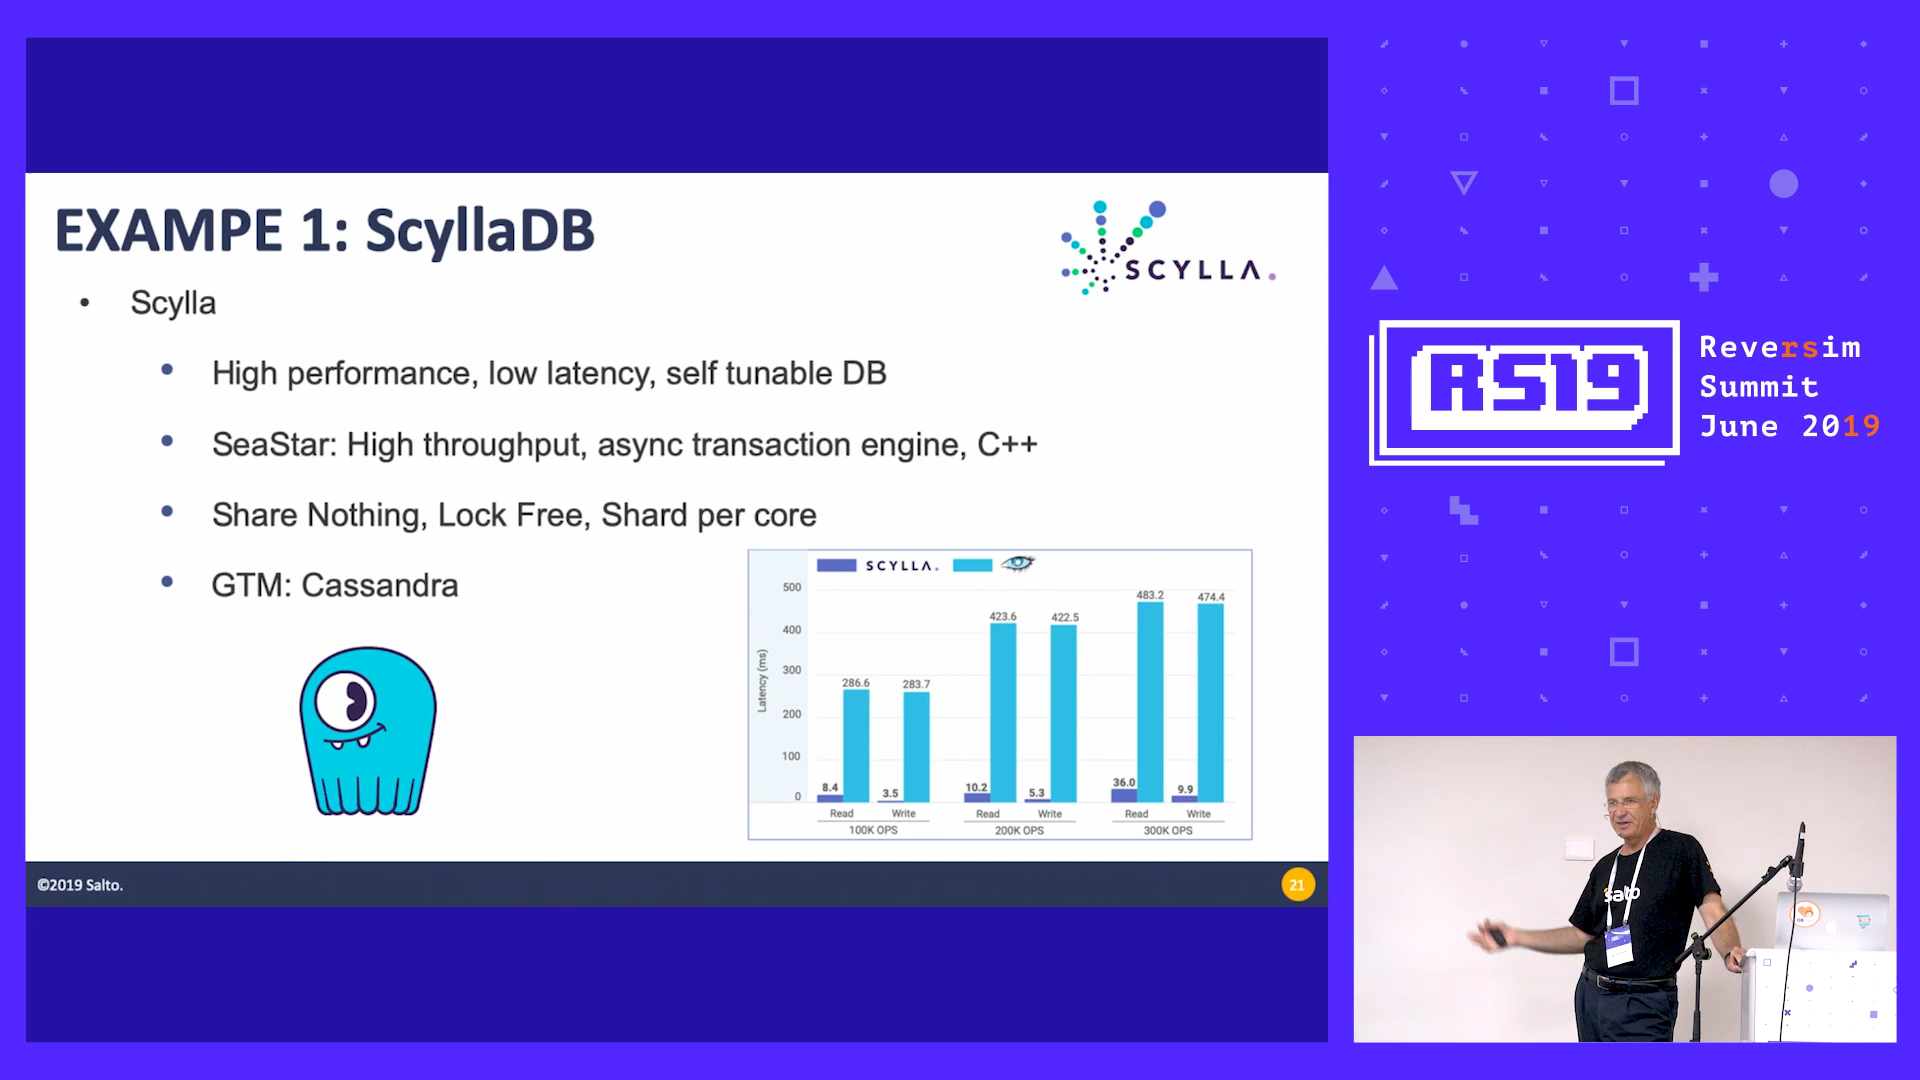 EXAMPE 1: ScyllaDB
SCYLLA.
• Scylla
• High performance, low latency, self tunable DB
• SeaStar: High throughput, async transaction engine, C++
• Share Nothing, Lock Free, Shard per core
• GTM: Cassandra
SCYLLA.
Latency (ms)
500
400
300
200
100
0
8.4
286.6
3.5
283.7
10.2
423.6
5.3
422.5
36.0
483.2
9.9
474.4
Read Write Read Write Read Write
100K OPS 200K OPS 300K OPS
©2019 Salto.
21
RS19
Reversim
Summit
June 2019
Salto